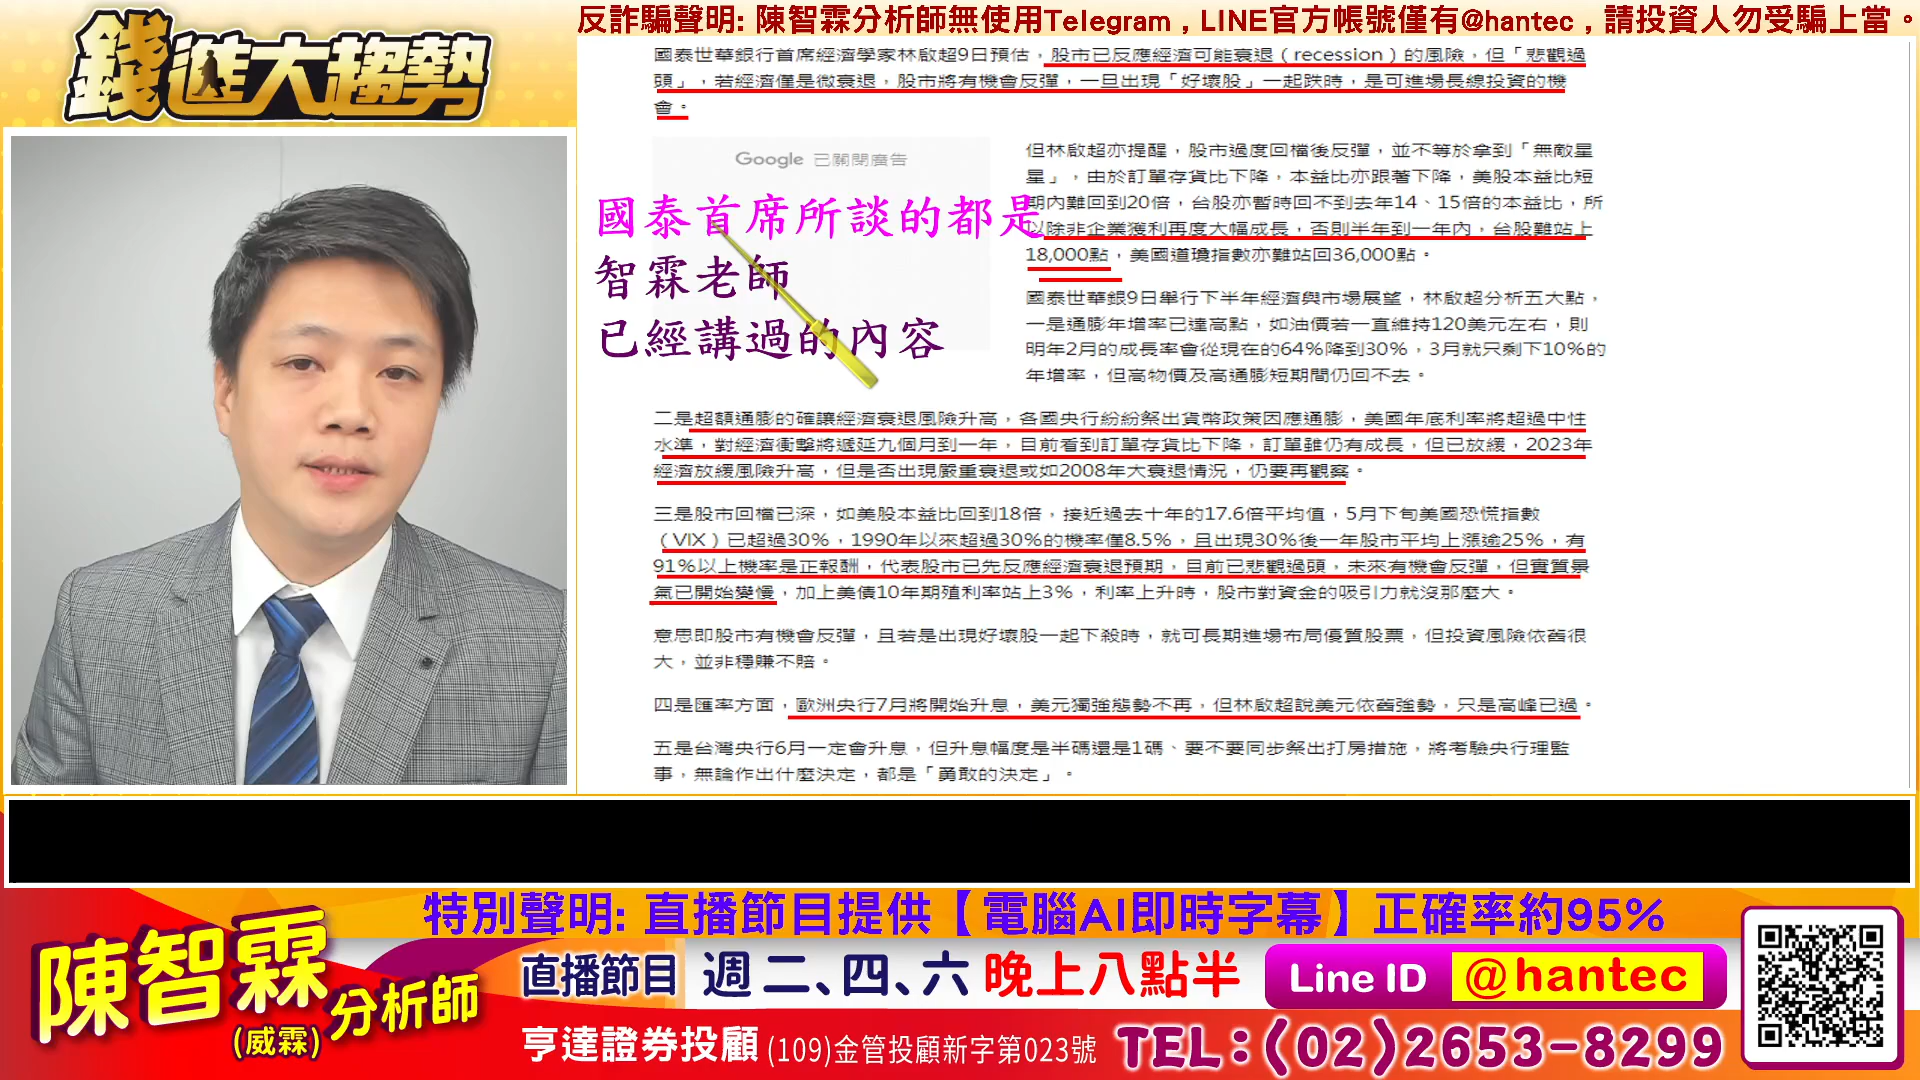 反詐騙聲明: 陳智霖分析師無使用Telegram , LINE官方帳號僅有@hantec , 請投資人勿受騙上當。
錢進大趨勢
國泰世華銀行首席經濟學家林啟超9日預估，股市已反應經濟可能衰退（recession）的風險，但「悲觀過
頭」，若經濟僅是微衰退，股市將有機會反彈，一旦出現「好壞股」一起跌時，是可進場長線投資的機
會。
Google 已關閉廣告
國泰首席所談的都是
智霖老師
已經講過的內容
但林啟超亦提醒，股市過度回檔後反彈，並不等於拿到「無敵星
星」，由於訂單存貨比下降，本益比亦跟著下降，美股本益比短
期內難回到20倍，台股亦暫時回不到去年14、15倍的本益比，所
以除非企業獲利再度大幅成長，否則半年到一年內，台股難站上
18,000點，美國道瓊指數亦難站回36,000點。
國泰世華銀9日舉行下半年經濟與市場展望，林啟超分析五大點，
一是通膨年增率已達高點，如油價若一直維持120美元左右，則
明年2月的成長率會從現在的64%降到30%，3月就只剩下10%的
年增率，但高物價及高通膨短期間仍回不去。
二是超額通膨的確讓經濟衰退風險升高，各國央行紛紛祭出貨幣政策因應通膨，美國年底利率將超過中性
水準，對經濟衝擊將遞延九個月到一年，目前看到訂單存貨比下降，訂單雖仍有成長，但已放緩，2023年
經濟放緩風險升高，但是否出現嚴重衰退或如2008年大衰退情況，仍要再觀察。
三是股市回檔已深，如美股本益比回到18倍，接近過去十年的17.6倍平均值，5月下旬美國恐慌指數
（VIX）已超過30%，1990年以來超過30%的機率僅8.5%，且出現30%後一年股市平均上漲逾25%，有
91%以上機率是正報酬，代表股市已先反應經濟衰退預期，目前已悲觀過頭，未來有機會反彈，但實質景
氣已開始變慢，加上美債10年期殖利率站上3%，利率上升時，股市對資金的吸引力就沒那麼大。
意思即股市有機會反彈，且若是出現好壞股一起下殺時，就可長期進場布局優質股票，但投資風險依舊很
大，並非穩賺不賠。
四是匯率方面，歐洲央行7月將開始升息，美元獨強態勢不再，但林啟超說美元依舊強勢，只是高峰已過。
五是台灣央行6月一定會升息，但升息幅度是半碼還是1碼、要不要同步祭出打房措施，將考驗央行理監
事，無論作出什麼決定，都是「勇敢的決定」。
特別聲明: 直播節目提供【電腦AI即時字幕】正確率約95%
陳智霖分析師
(威霖)
直播節目 週二、四、六 晚上八點半
Line ID @hantec
亨達證券投顧 (109)金管投顧新字第023號 TEL:(02)2653-8299